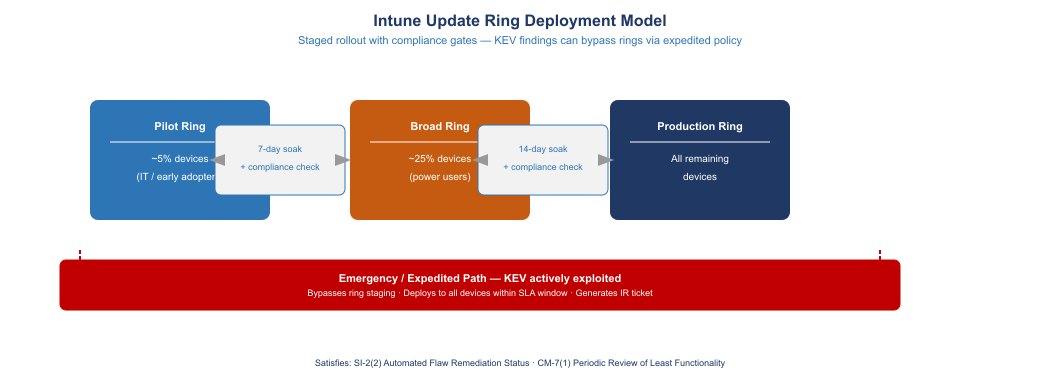 Intune Update Ring Deployment Model
Staged rollout with compliance gates — KEV findings can bypass rings via expedited policy
Pilot Ring
~5% devices
(IT / early adopter
7-day soak
+ compliance check
Broad Ring
~25% devices
(power users)
14-day soak
+ compliance check
Production Ring
All remaining
devices
Emergency / Expedited Path — KEV actively exploited
Bypasses ring staging · Deploys to all devices within SLA window · Generates IR ticket
Satisfies: SI-2(2) Automated Flaw Remediation Status · CM-7(1) Periodic Review of Least Functionality